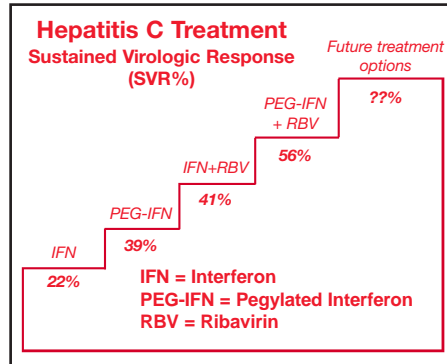 Hepatitis C Treatment
Sustained Virologic Response
(SVR%)
Future treatment
options
??%
PEG-IFN
+ RBV
56%
IFN+RBV
41%
PEG-IFN
39%
IFN
22%
IFN = Interferon
PEG-IFN = Pegylated Interferon
RBV = Ribavirin